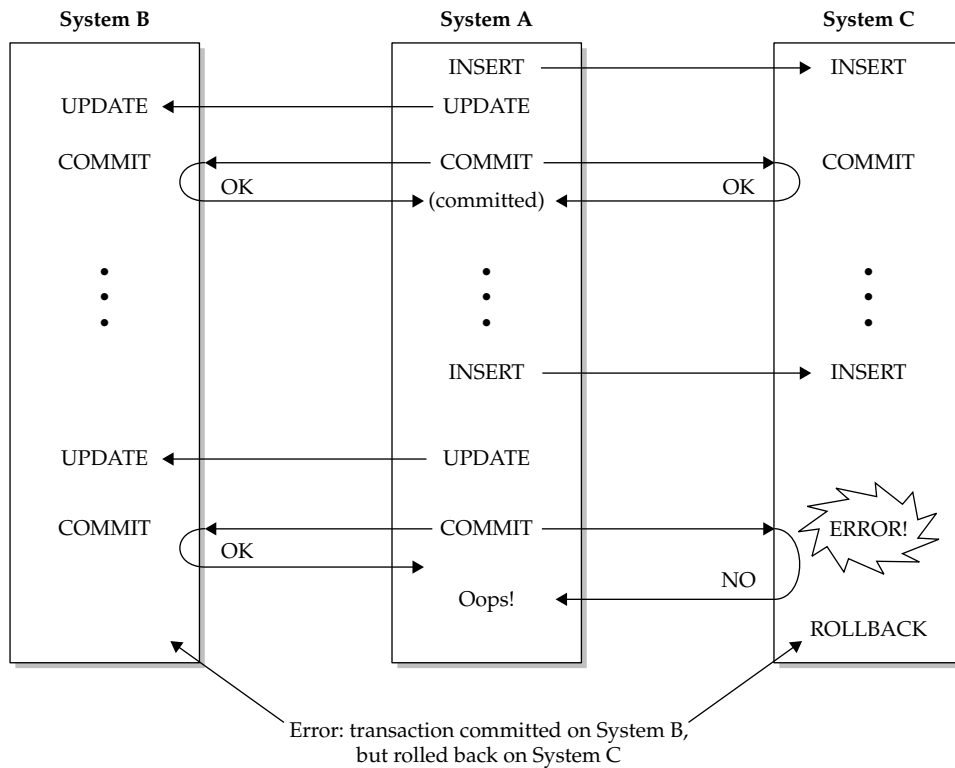 System B System A System C
INSERT INSERT
UPDATE UPDATE
COMMIT COMMIT COMMIT
OK OK
(committed)
INSERT INSERT
UPDATE UPDATE
COMMIT COMMIT ERROR!
OK
NO
Oops!
ROLLBACK
Error: transaction committed on System B,
but rolled back on System C